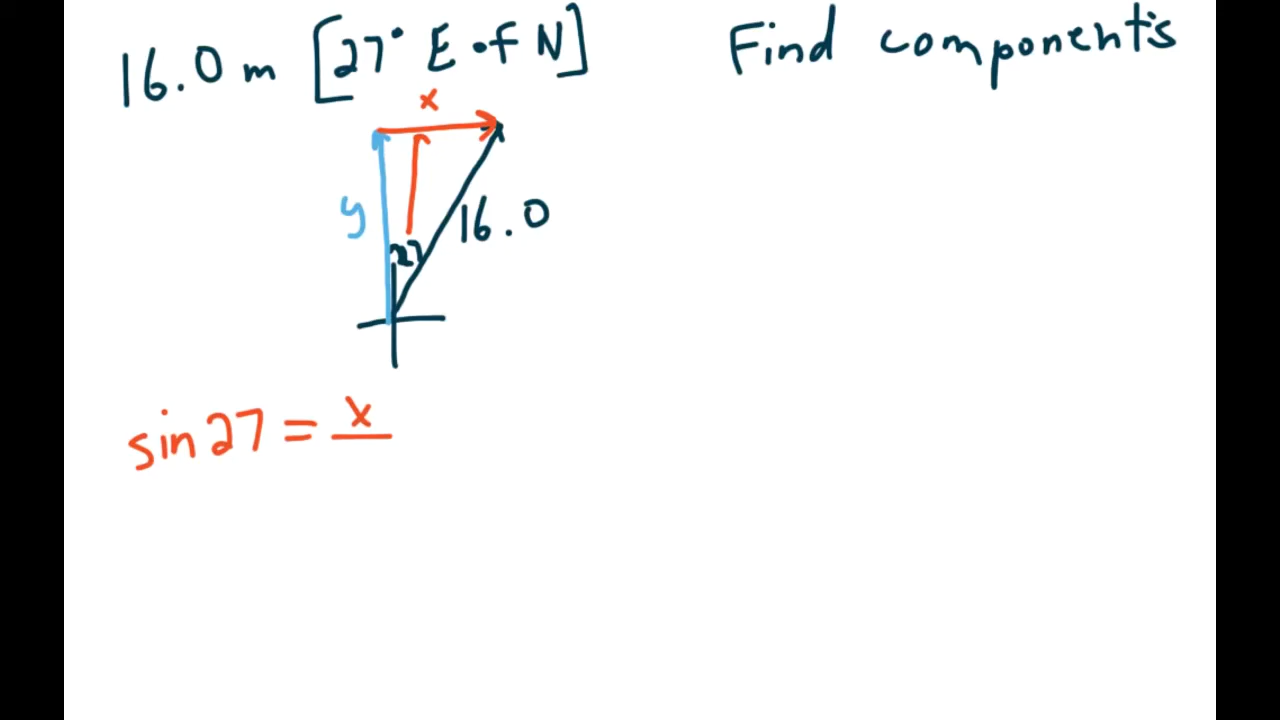 16.0 m [27° E of N]
Find components
x
y
16.0
27
sin 27 = x